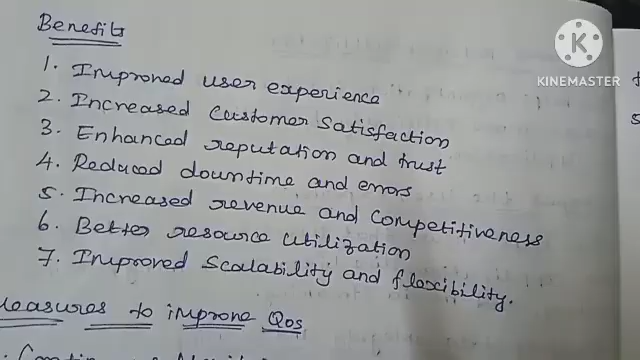 Benefits
1. Improved user experience
2. Increased Customer Satisfaction
3. Enhanced reputation and trust
4. Reduced downtime and errors
5. Increased revenue and Competitiveness
6. Better resource utilization
7. Improved Scalability and flexibility.
measures to improve Qos
KINEMASTER